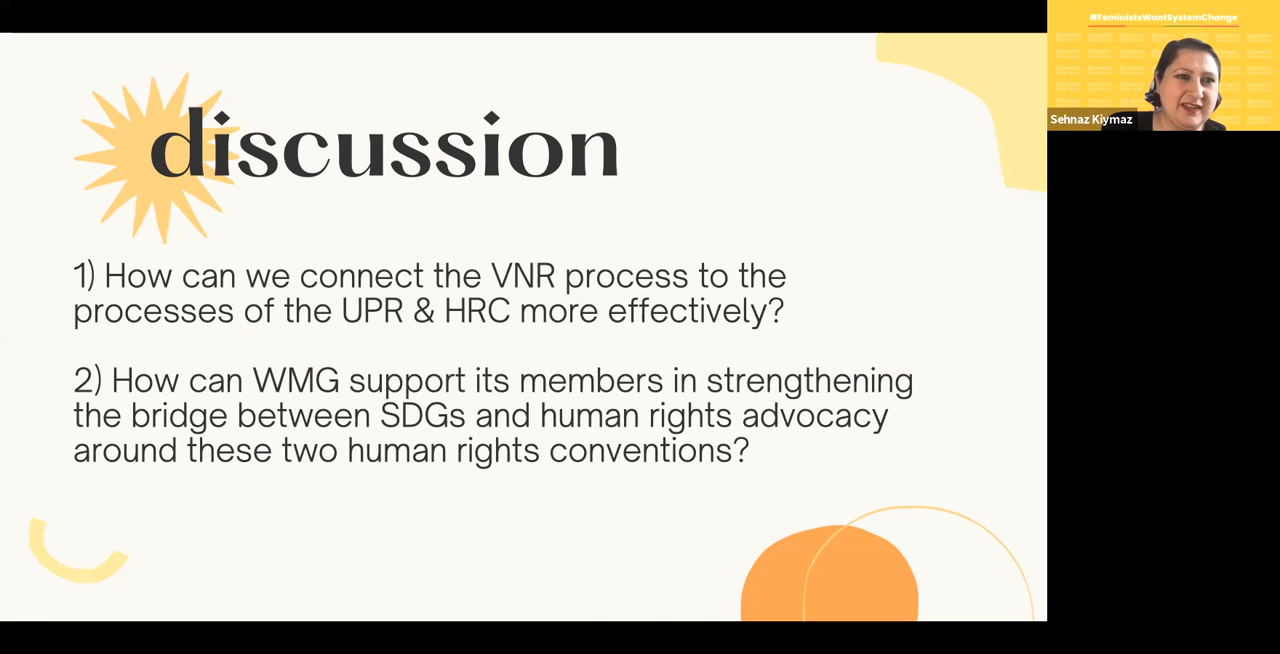 #FeministsWantSystemChange
Sehnaz Kiymaz
discussion
1) How can we connect the VNR process to the
processes of the UPR & HRC more effectively?
2) How can WMG support its members in strengthening
the bridge between SDGs and human rights advocacy
around these two human rights conventions?